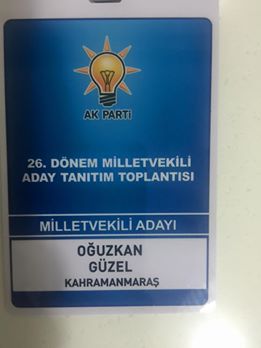 AK PARTİ
26. DÖNEM MİLLETVEKİLİ
ADAY TANITIM TOPLANTISI
MİLLETVEKİLİ ADAYI
OĞUZKAN
GÜZEL
KAHRAMANMARAŞ